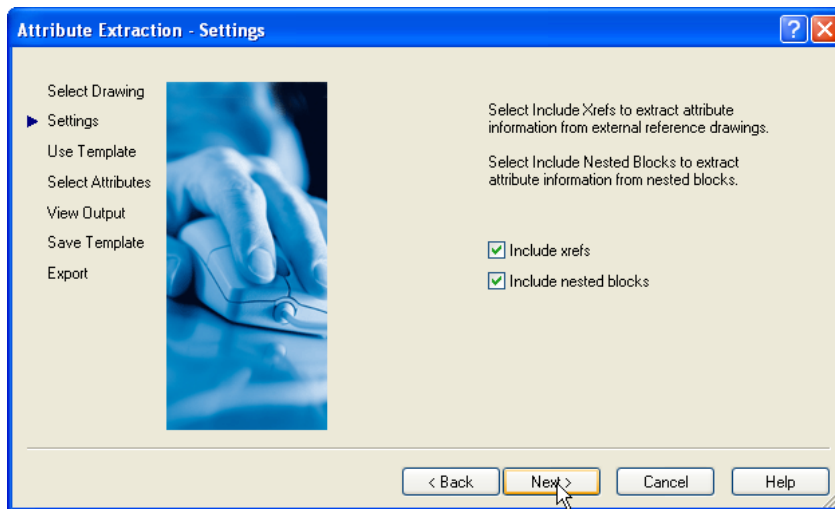 Attribute Extraction - Settings
Select Drawing
Settings
Use Template
Select Attributes
View Output
Save Template
Export
Select Include Xrefs to extract attribute
information from external reference drawings.
Select Include Nested Blocks to extract
attribute information from nested blocks.
Include xrefs
Include nested blocks
< Back
Next >
Cancel
Help